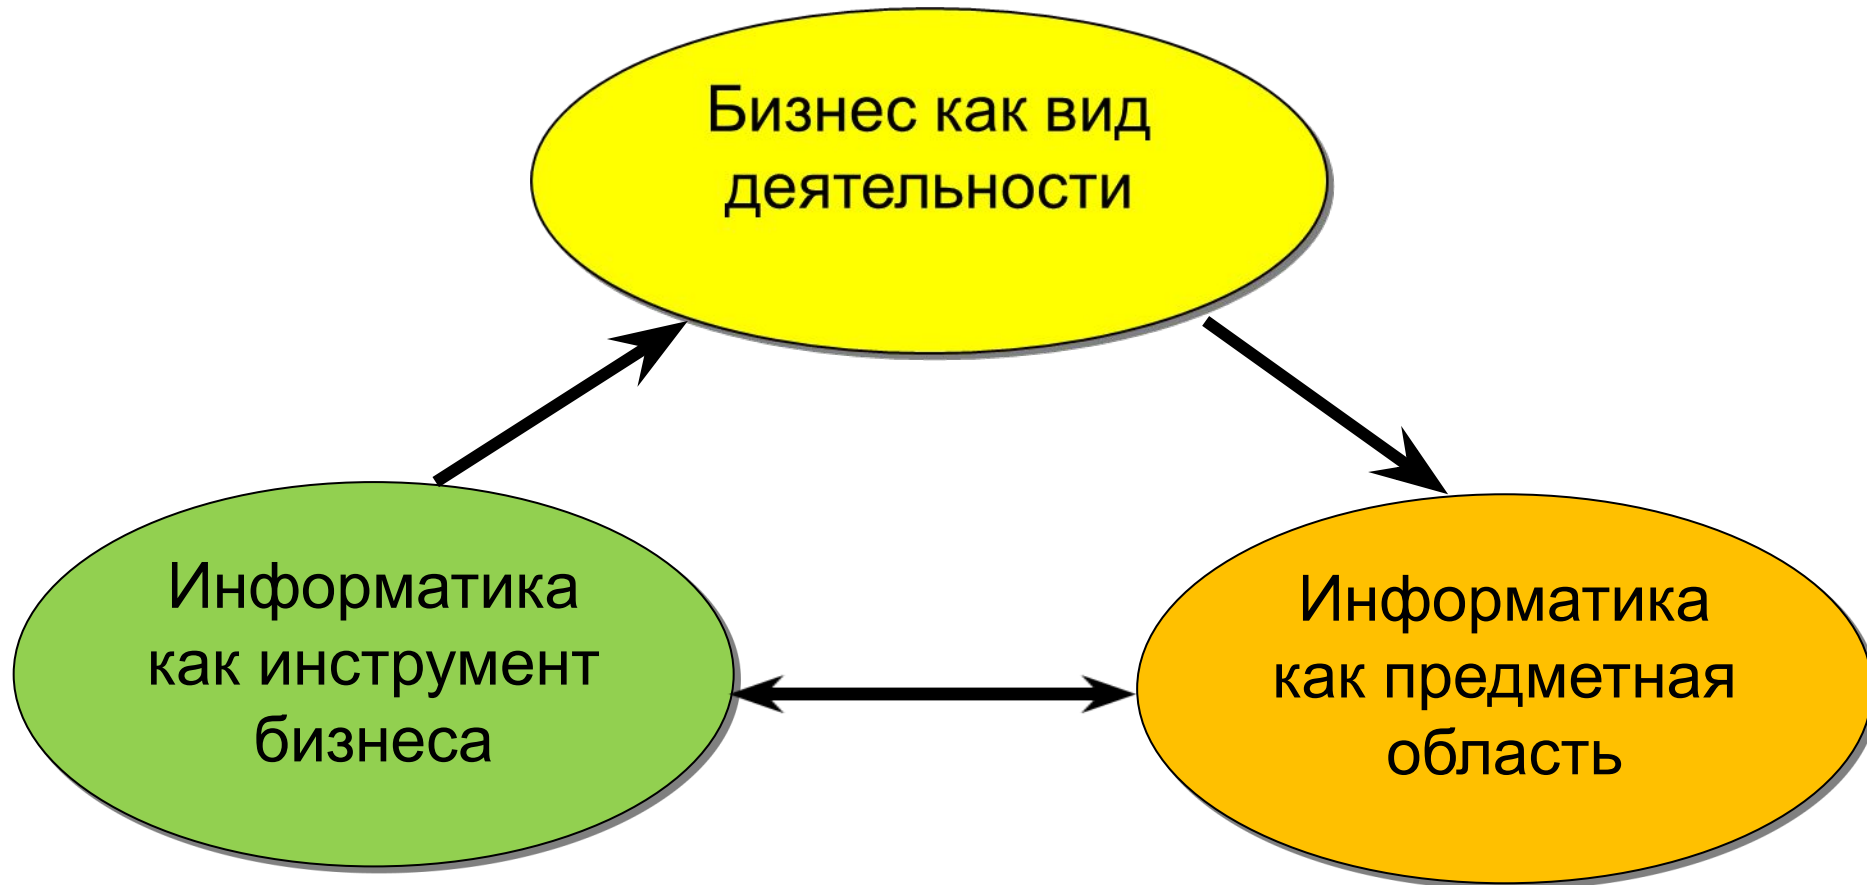 Бизнес как вид
деятельности
Информатика
как инструмент
бизнеса
Информатика
как предметная
область